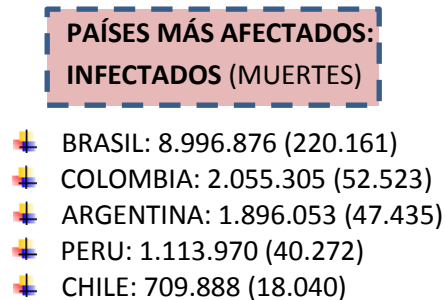 PAÍSES MÁS AFECTADOS:
INFECTADOS (MUERTES)
BRASIL: 8.996.876 (220.161)
COLOMBIA: 2.055.305 (52.523)
ARGENTINA: 1.896.053 (47.435)
PERU: 1.113.970 (40.272)
CHILE: 709.888 (18.040)